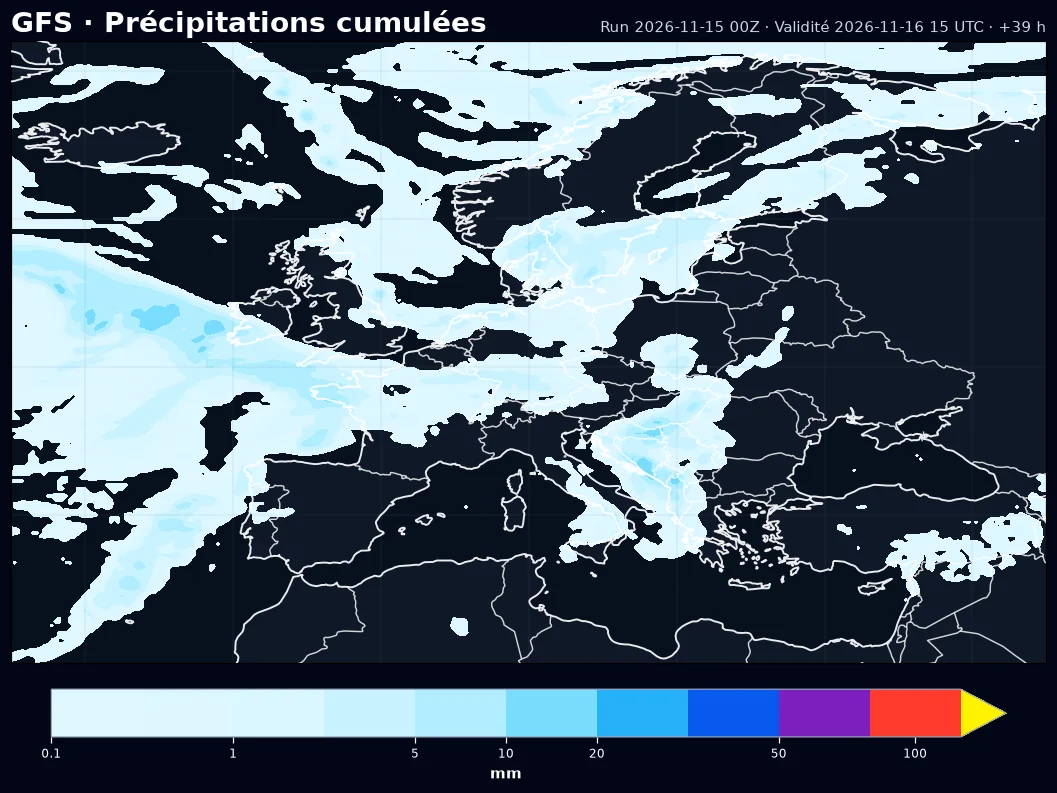 GFS · Précipitations cumulées
Run 2026-11-15 00Z · Validité 2026-11-16 15 UTC · +39 h
0.1 1 5 10 20 50 100
mm